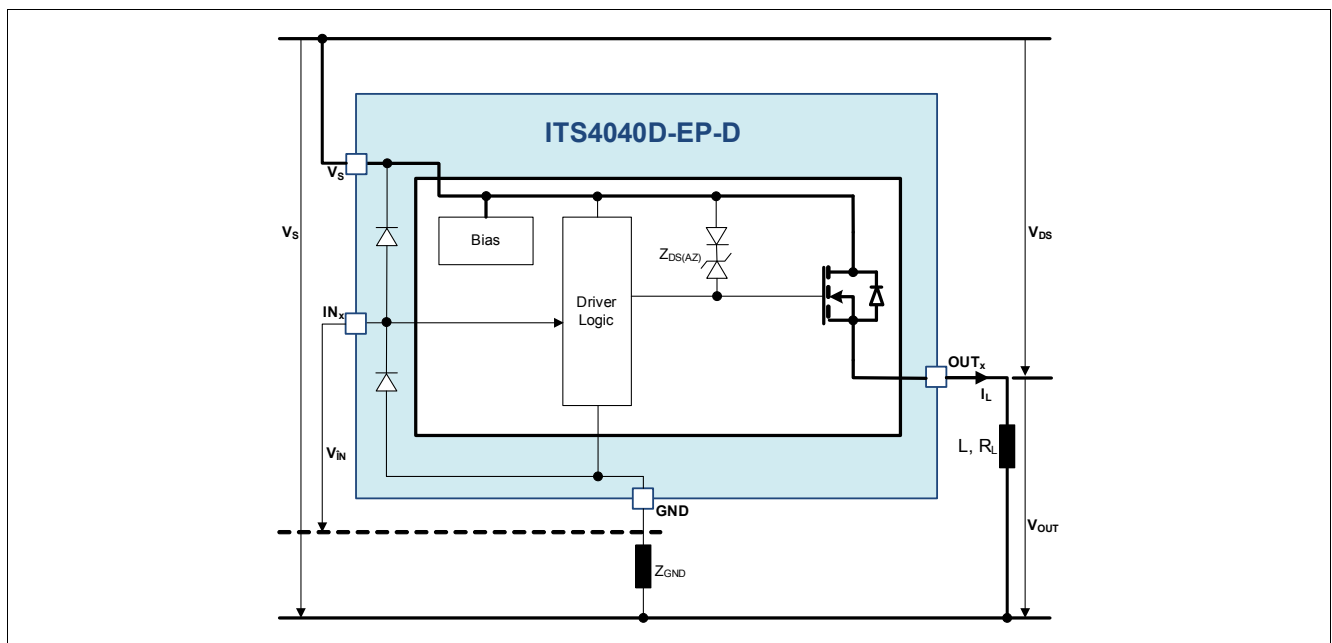 ITS4040D-EP-D
VS
VS
VDS
Bias
ZDS(AZ)
Driver
Logic
INx
OUTx
IL
L, RL
VIN
GND
VOUT
ZGND